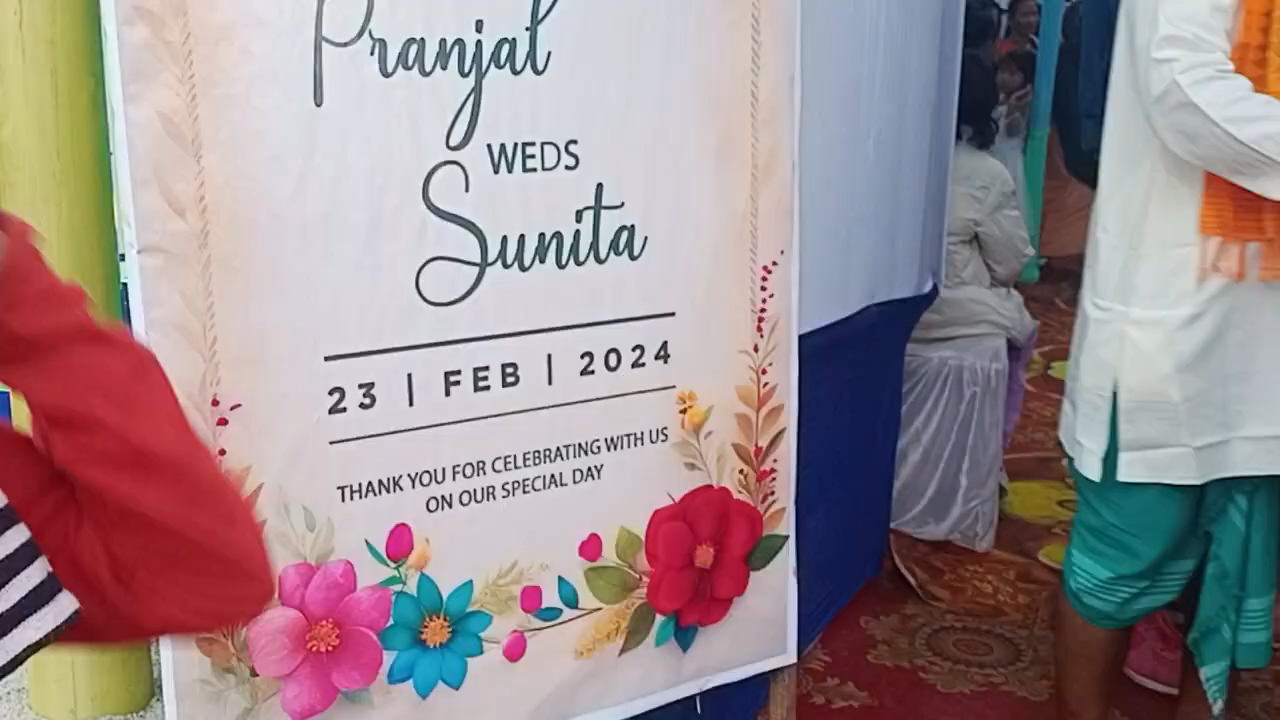 Pranjal
WEDS
Sunita
23 | FEB | 2024
THANK YOU FOR CELEBRATING WITH US
ON OUR SPECIAL DAY